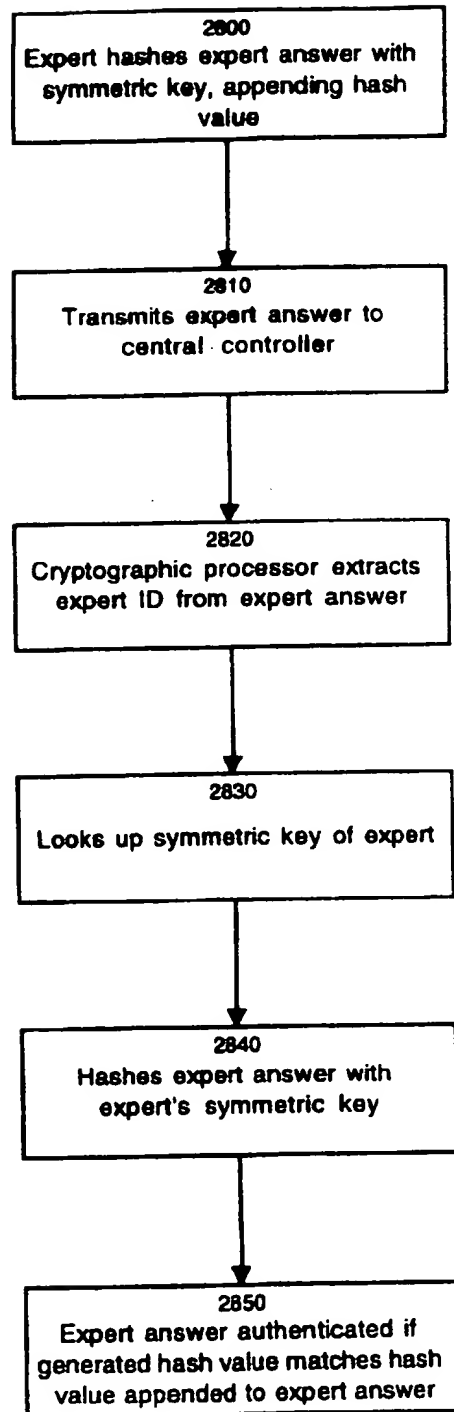 2800
Expert hashes expert answer with
symmetric key, appending hash
value
2810
Transmits expert answer to
central controller
2820
Cryptographic processor extracts
expert ID from expert answer
2830
Looks up symmetric key of expert
2840
Hashes expert answer with
expert's symmetric key
2850
Expert answer authenticated if
generated hash value matches hash
value appended to expert answer